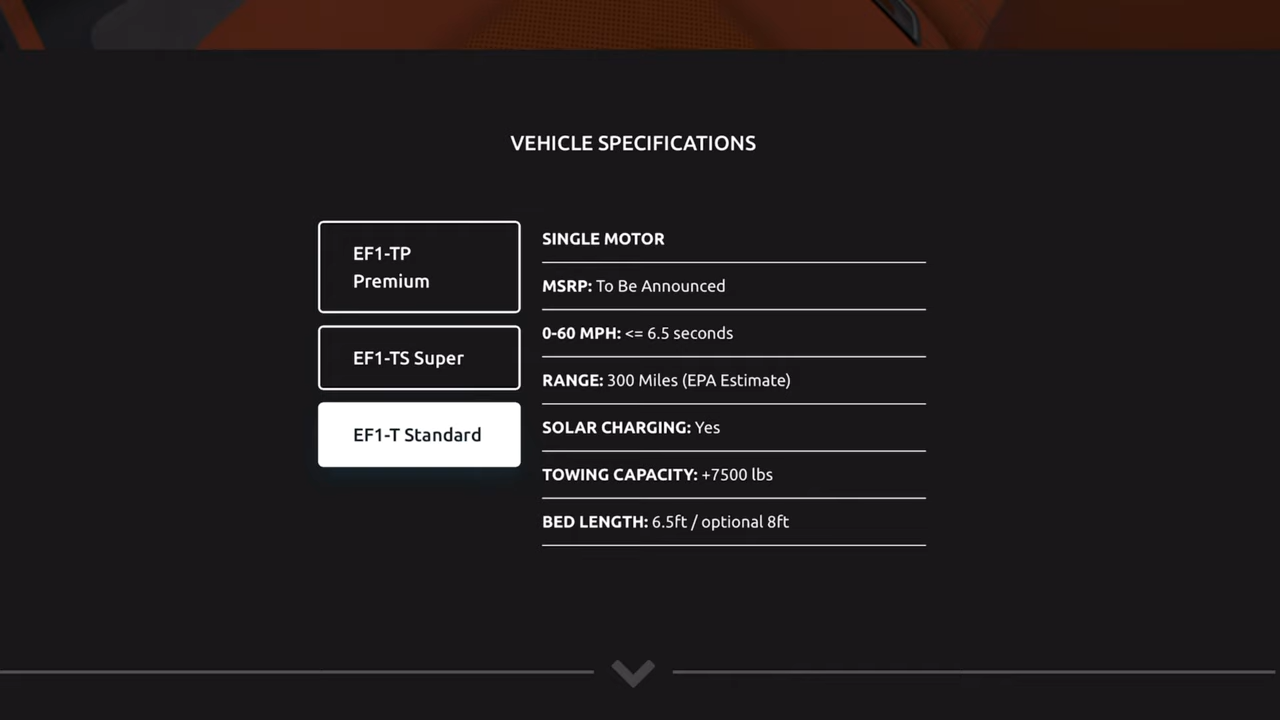 VEHICLE SPECIFICATIONS
EF1-TP
Premium
EF1-TS Super
EF1-T Standard
SINGLE MOTOR
MSRP: To Be Announced
0-60 MPH: <= 6.5 seconds
RANGE: 300 Miles (EPA Estimate)
SOLAR CHARGING: Yes
TOWING CAPACITY: +7500 lbs
BED LENGTH: 6.5ft / optional 8ft